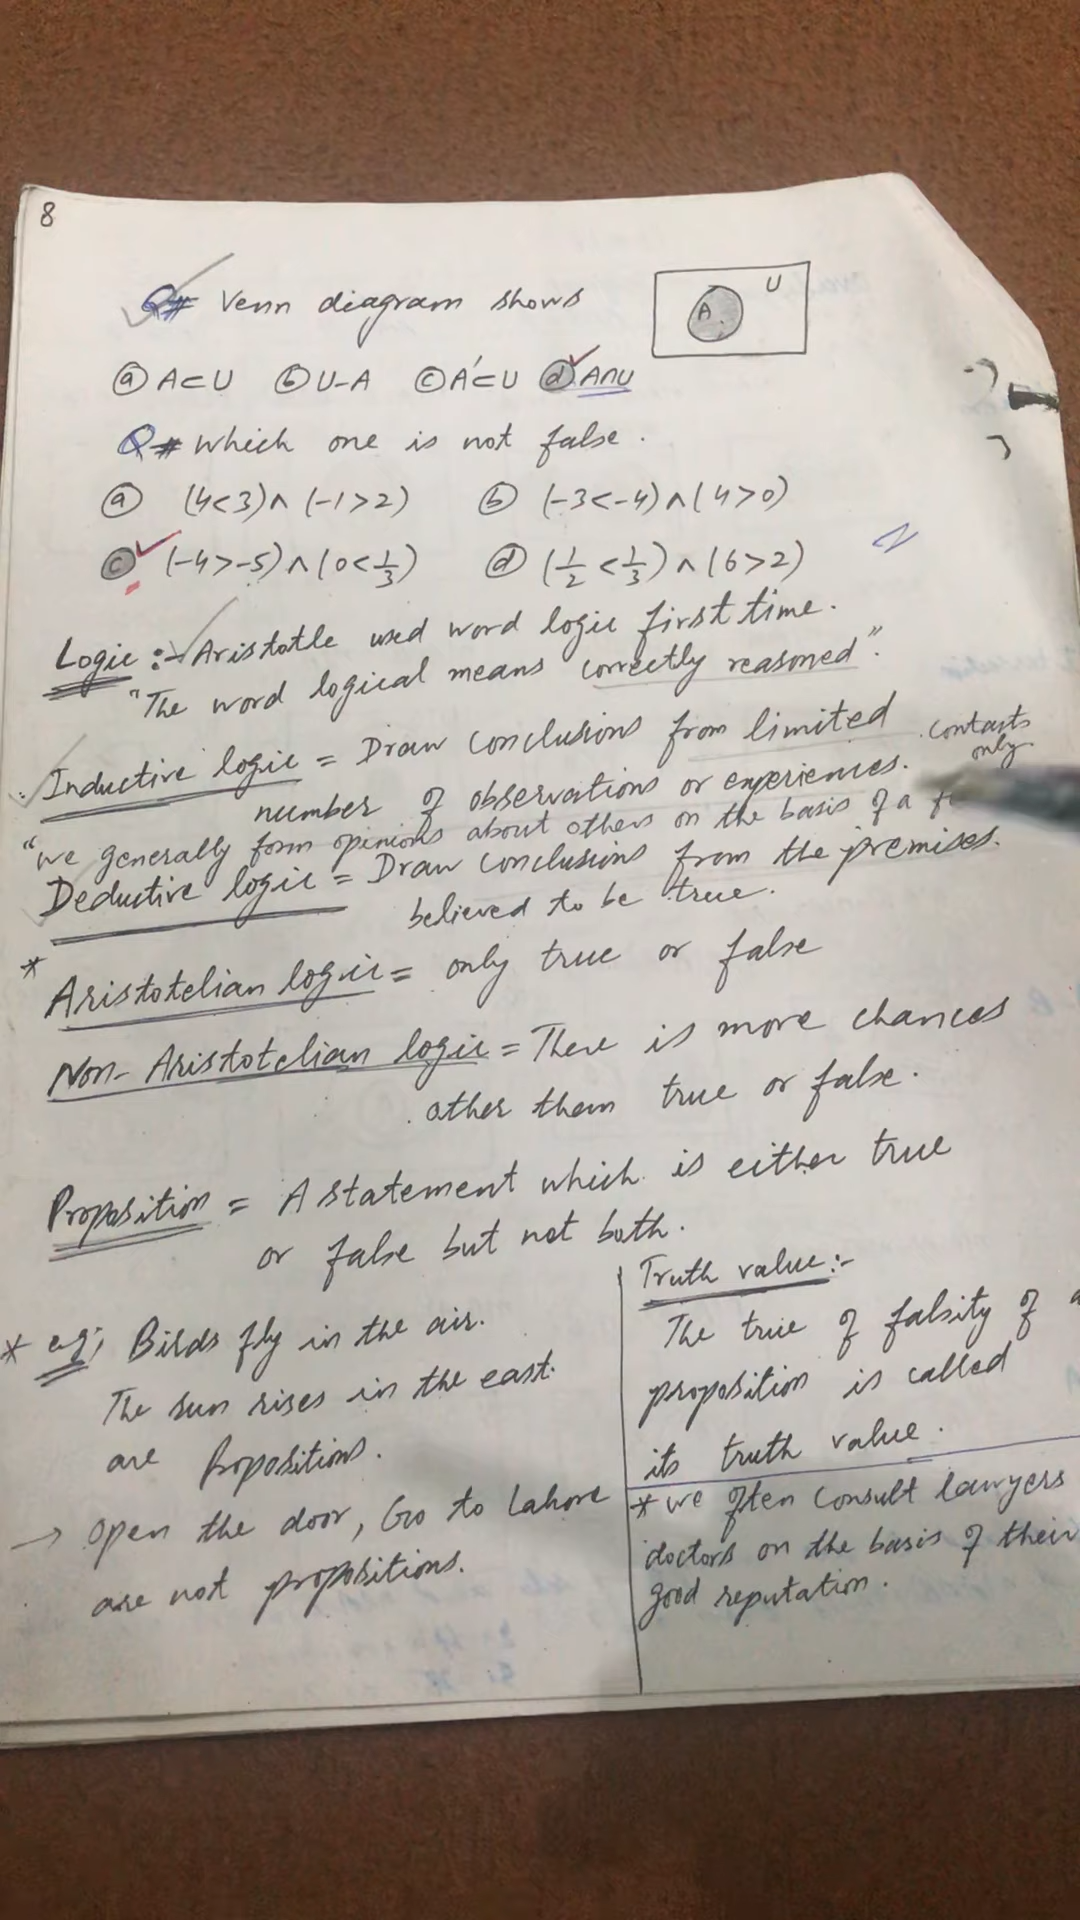 8
Q# Venn diagram shows
A U
ⓐ A⊂U ⓑ U-A ⓒ A'⊂U ⓓ A∩U
Q# which one is not false.
ⓐ (4<3)∧(-1>2) ⓑ (-3<-4)∧(4>0)
ⓒ (-4>-5)∧(0<1/3) ⓓ (1/2<1/3)∧(6>2)
Logic :- Aristotle used word logic first time.
"The word logical means "correctly reasoned".
Inductive logic = Draw conclusions from limited
number of observations or experiences.
"we generally form opinions about others on the basis of a contacts only.
Deductive logic = Draw conclusions from the premises.
believed to be true.
* Aristotelian logic = only true or false
Non-Aristotelian logic = There is more chances
other them true or false.
Proposition = A statement which is either true
or false but not both.
* eg; Birds fly in the air.
The sun rises in the east.
are Propositions.
→ Open the door, Go to Lahore
are not propositions.
Truth value:-
The true of falsity of a
proposition is called
its truth value.
* we often consult lawyers
doctors on the basis of their
good reputation.